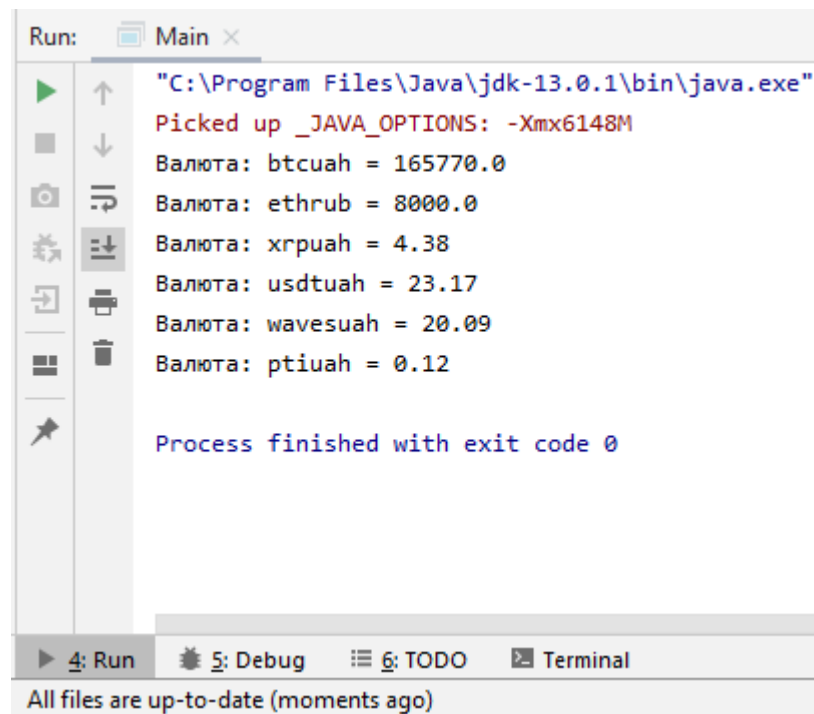 Run: Main
"C:\Program Files\Java\jdk-13.0.1\bin\java.exe"
Picked up _JAVA_OPTIONS: -Xmx6148M
Валюта: btcuah = 165770.0
Валюта: ethrub = 8000.0
Валюта: xrpuah = 4.38
Валюта: usdtuah = 23.17
Валюта: wavesuah = 20.09
Валюта: ptiuah = 0.12
Process finished with exit code 0
4: Run 5: Debug 6: TODO Terminal
All files are up-to-date (moments ago)